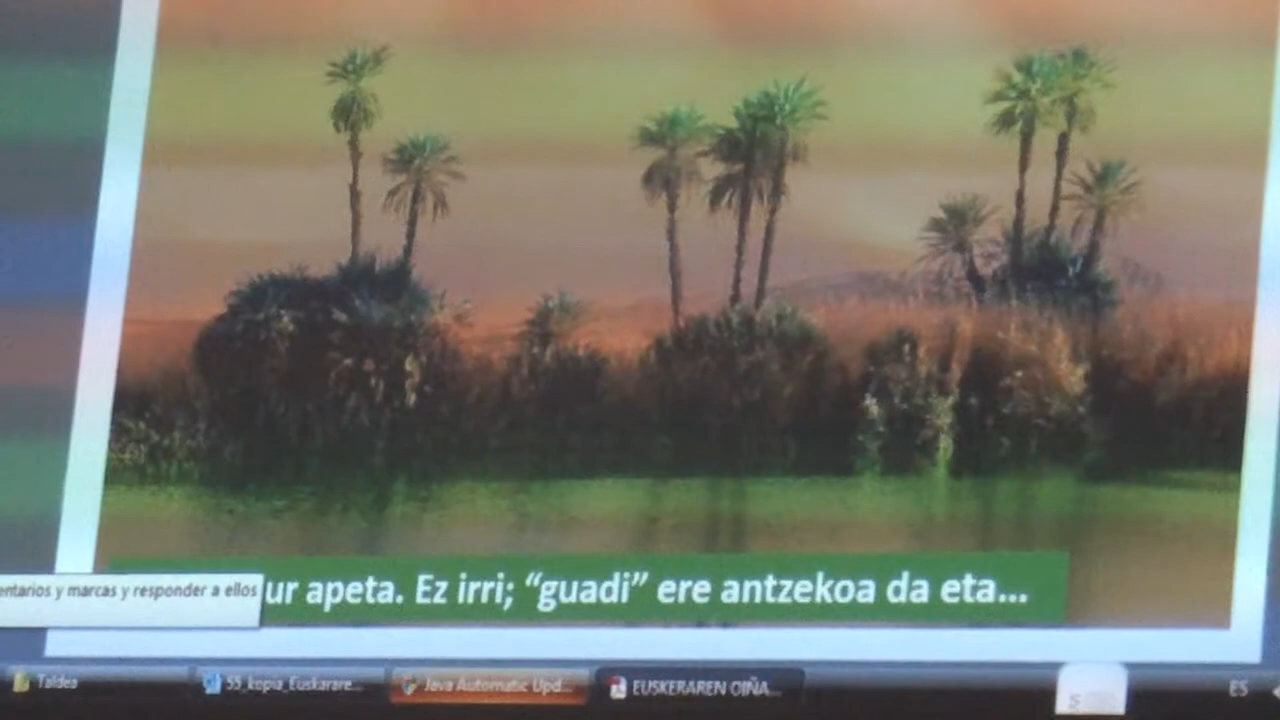 ur apeta. Ez irri; “guadi” ere antzekoa da eta...
entarios y marcas y responder a ellos
Taldea
55_kopia_Euskarare...
Java Automatic Upd...
EUSKERAREN OIÑA...
ES